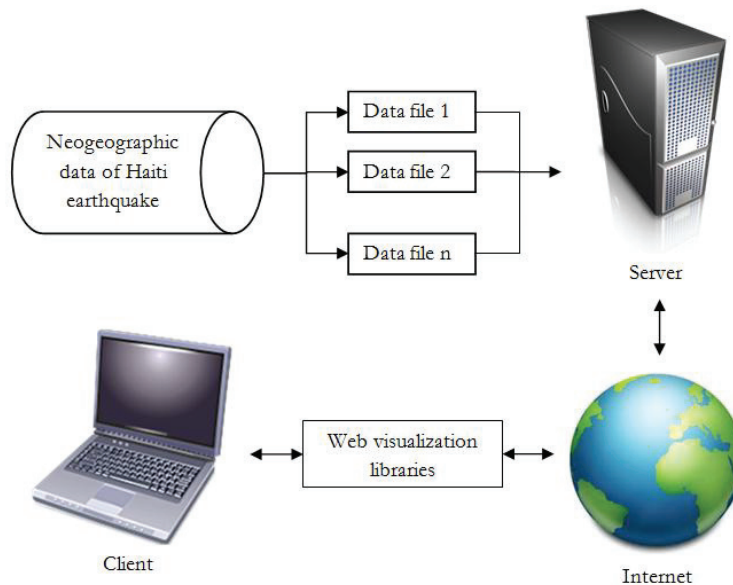 Neogeographic
data of Haiti
earthquake
Data file 1
Data file 2
Data file n
Server
Web visualization
libraries
Client
Internet